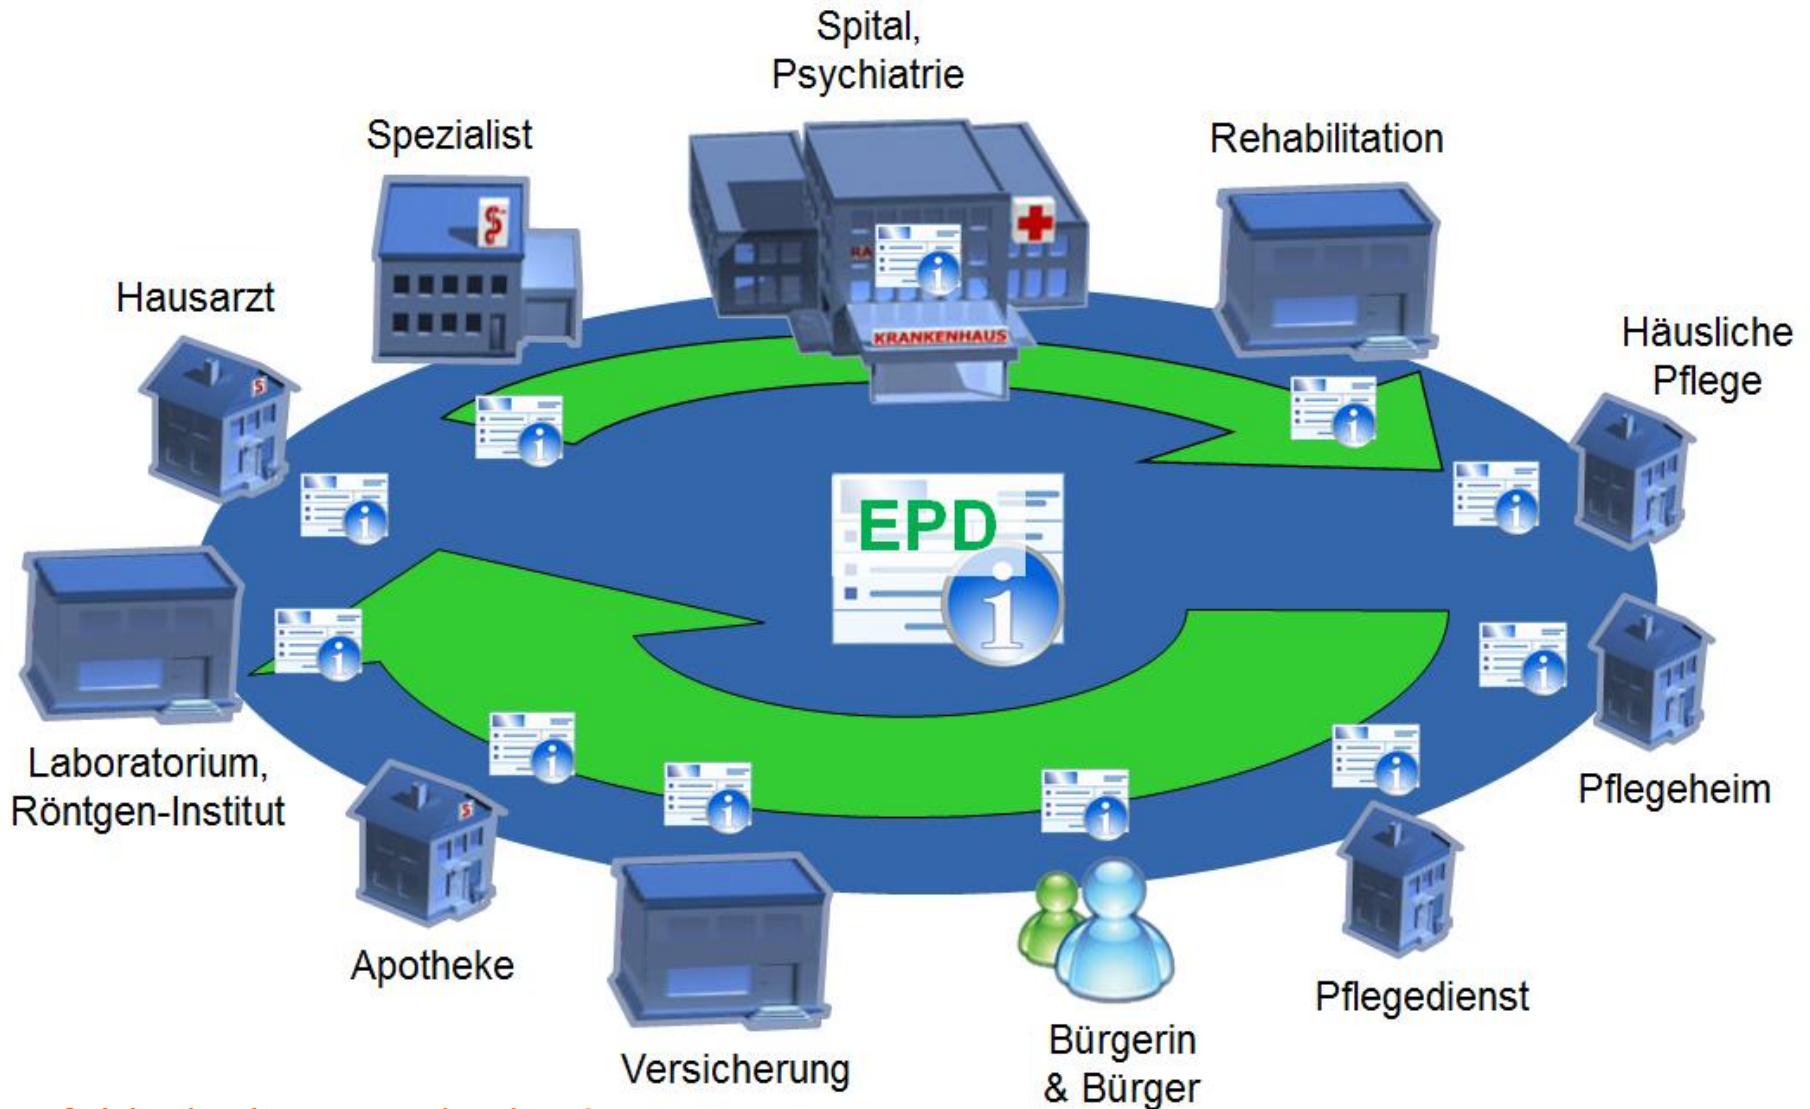 Spital,
Psychiatrie
Spezialist
Rehabilitation
Hausarzt
Häusliche
Pflege
KRANKENHAUS
EPD
Laboratorium,
Röntgen-Institut
Pflegeheim
Apotheke
Pflegedienst
Versicherung
Bürgerin
& Bürger